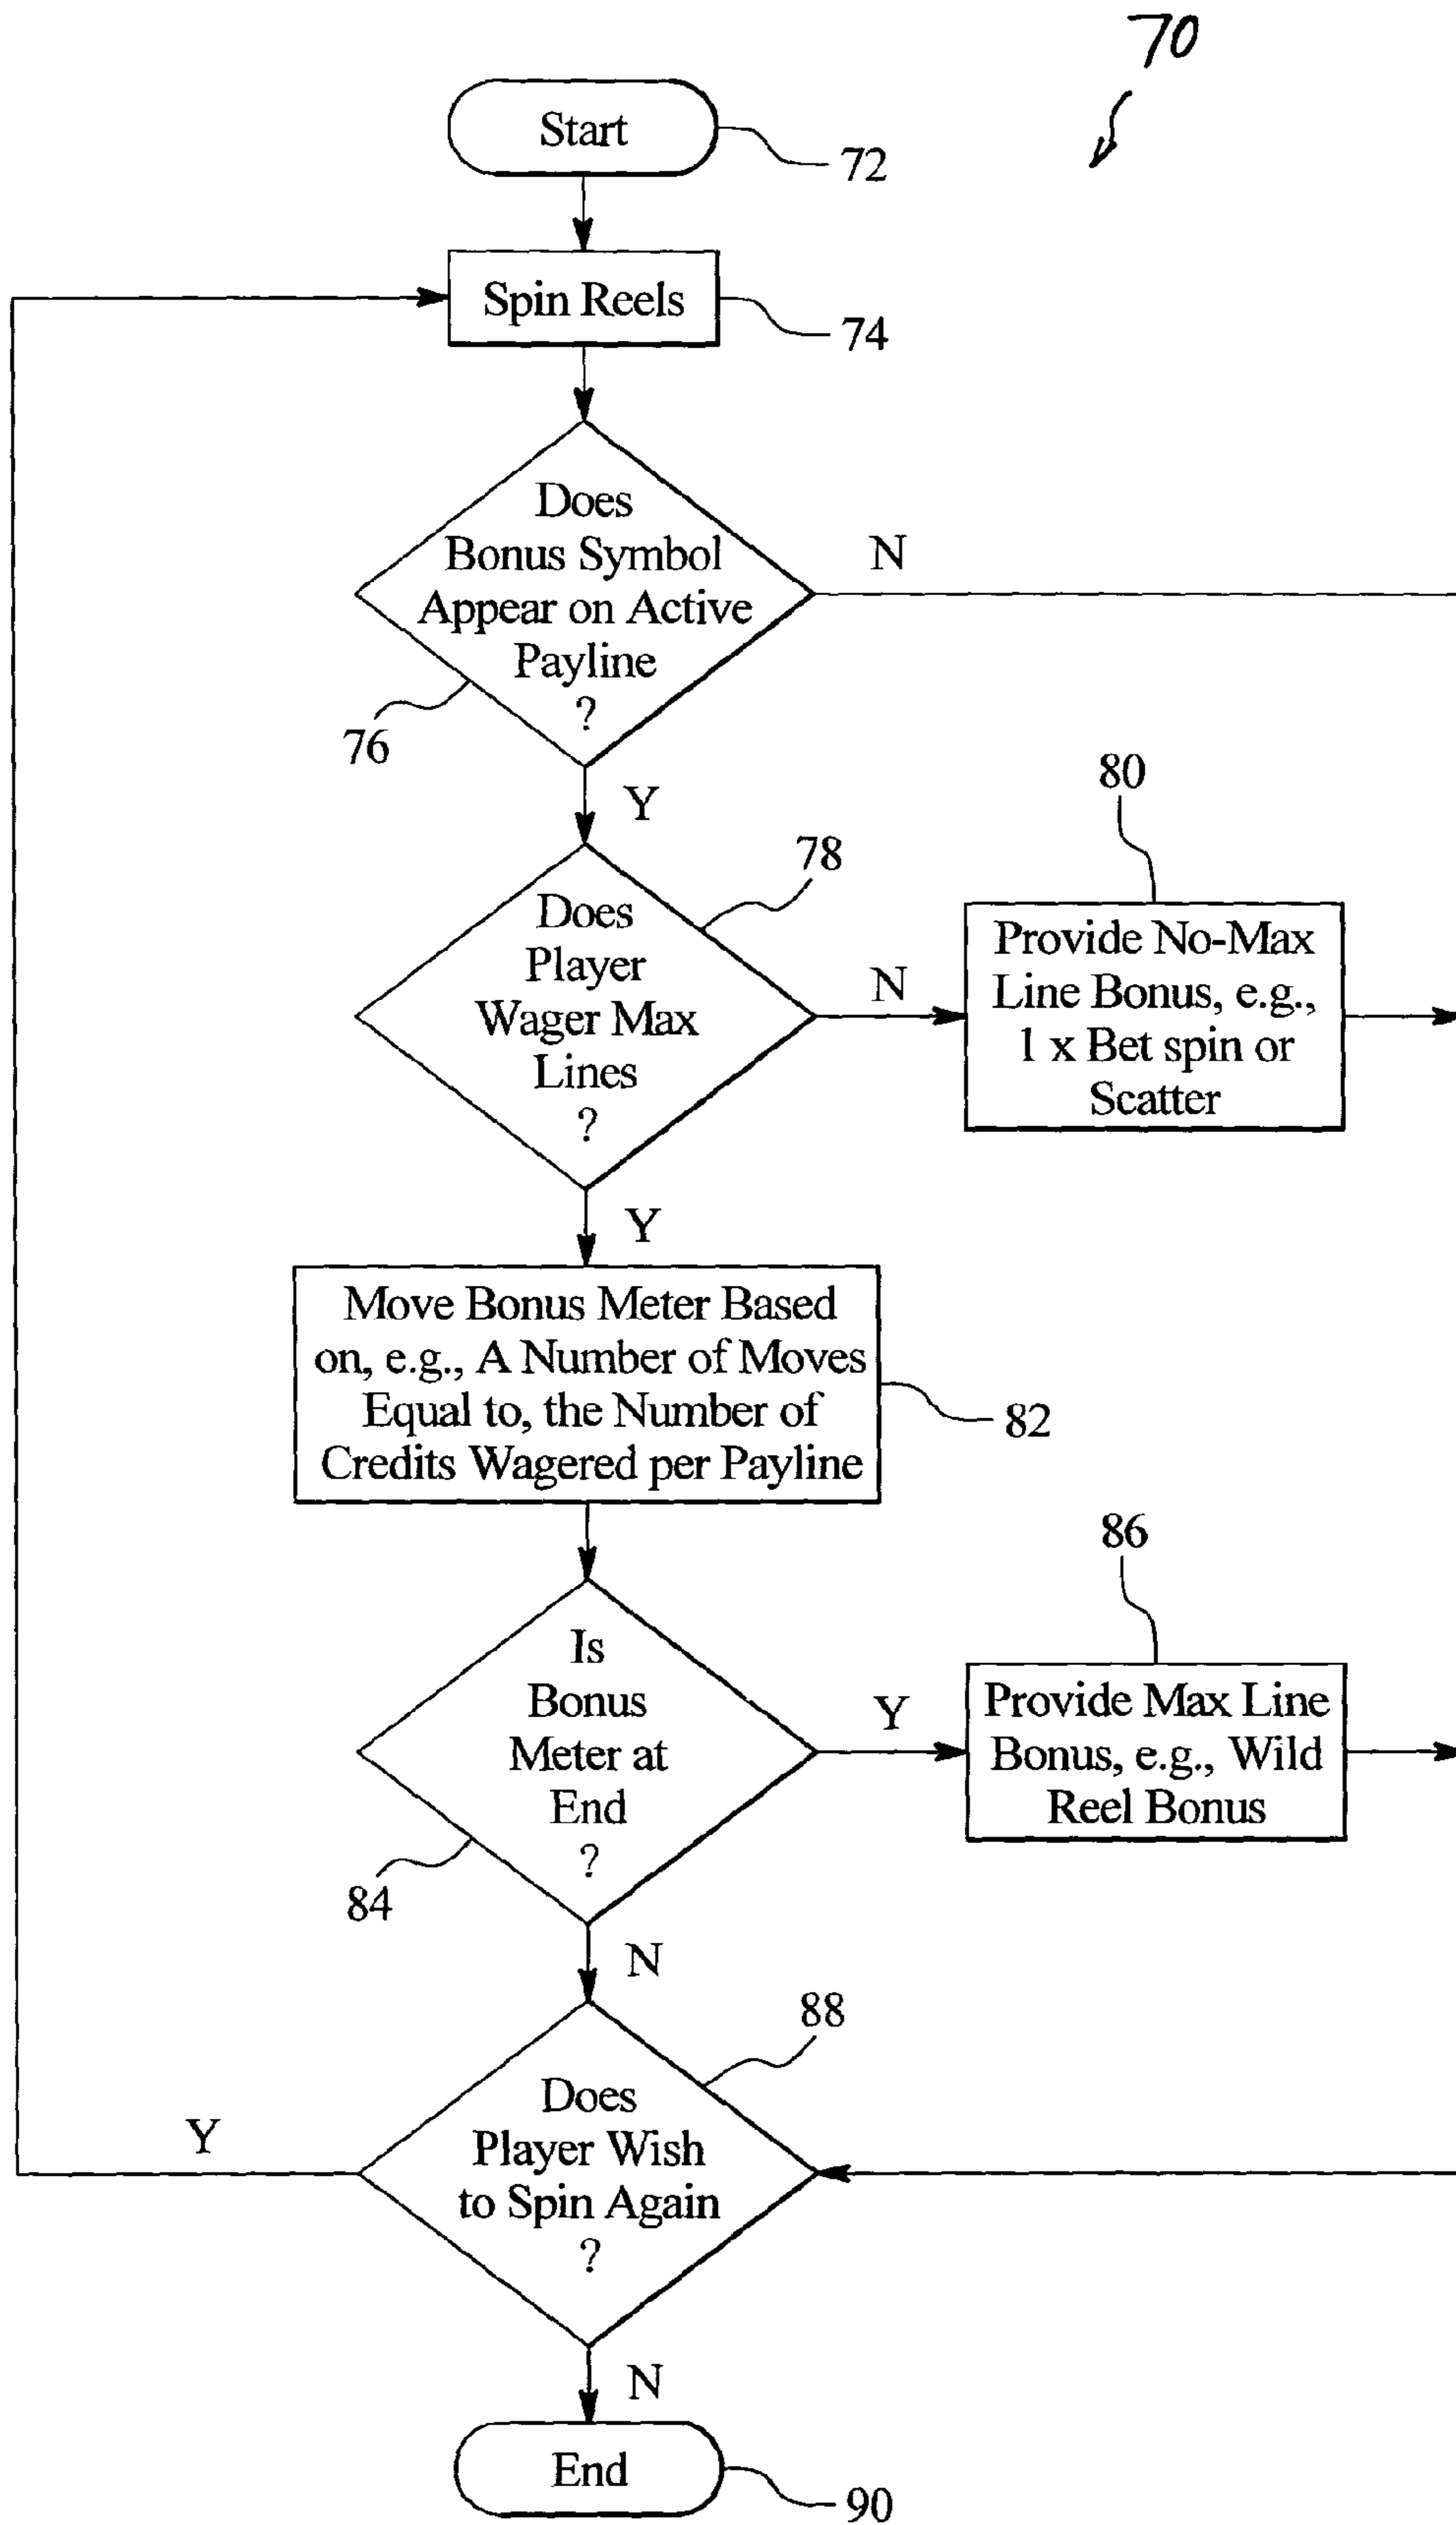 70
Start
72
Spin Reels
74
Does
Bonus Symbol
Appear on Active
Payline
?
N
76
Y
80
78
Does
Player
Wager Max
Lines
?
N
Provide No-Max
Line Bonus, e.g.,
1 x Bet spin or
Scatter
Y
Move Bonus Meter Based
on, e.g., A Number of Moves
Equal to, the Number of
Credits Wagered per Payline
82
86
Is
Bonus
Meter at
End
?
Y
Provide Max Line
Bonus, e.g., Wild
Reel Bonus
84
N
88
Does
Player Wish
to Spin Again
?
Y
N
End
90